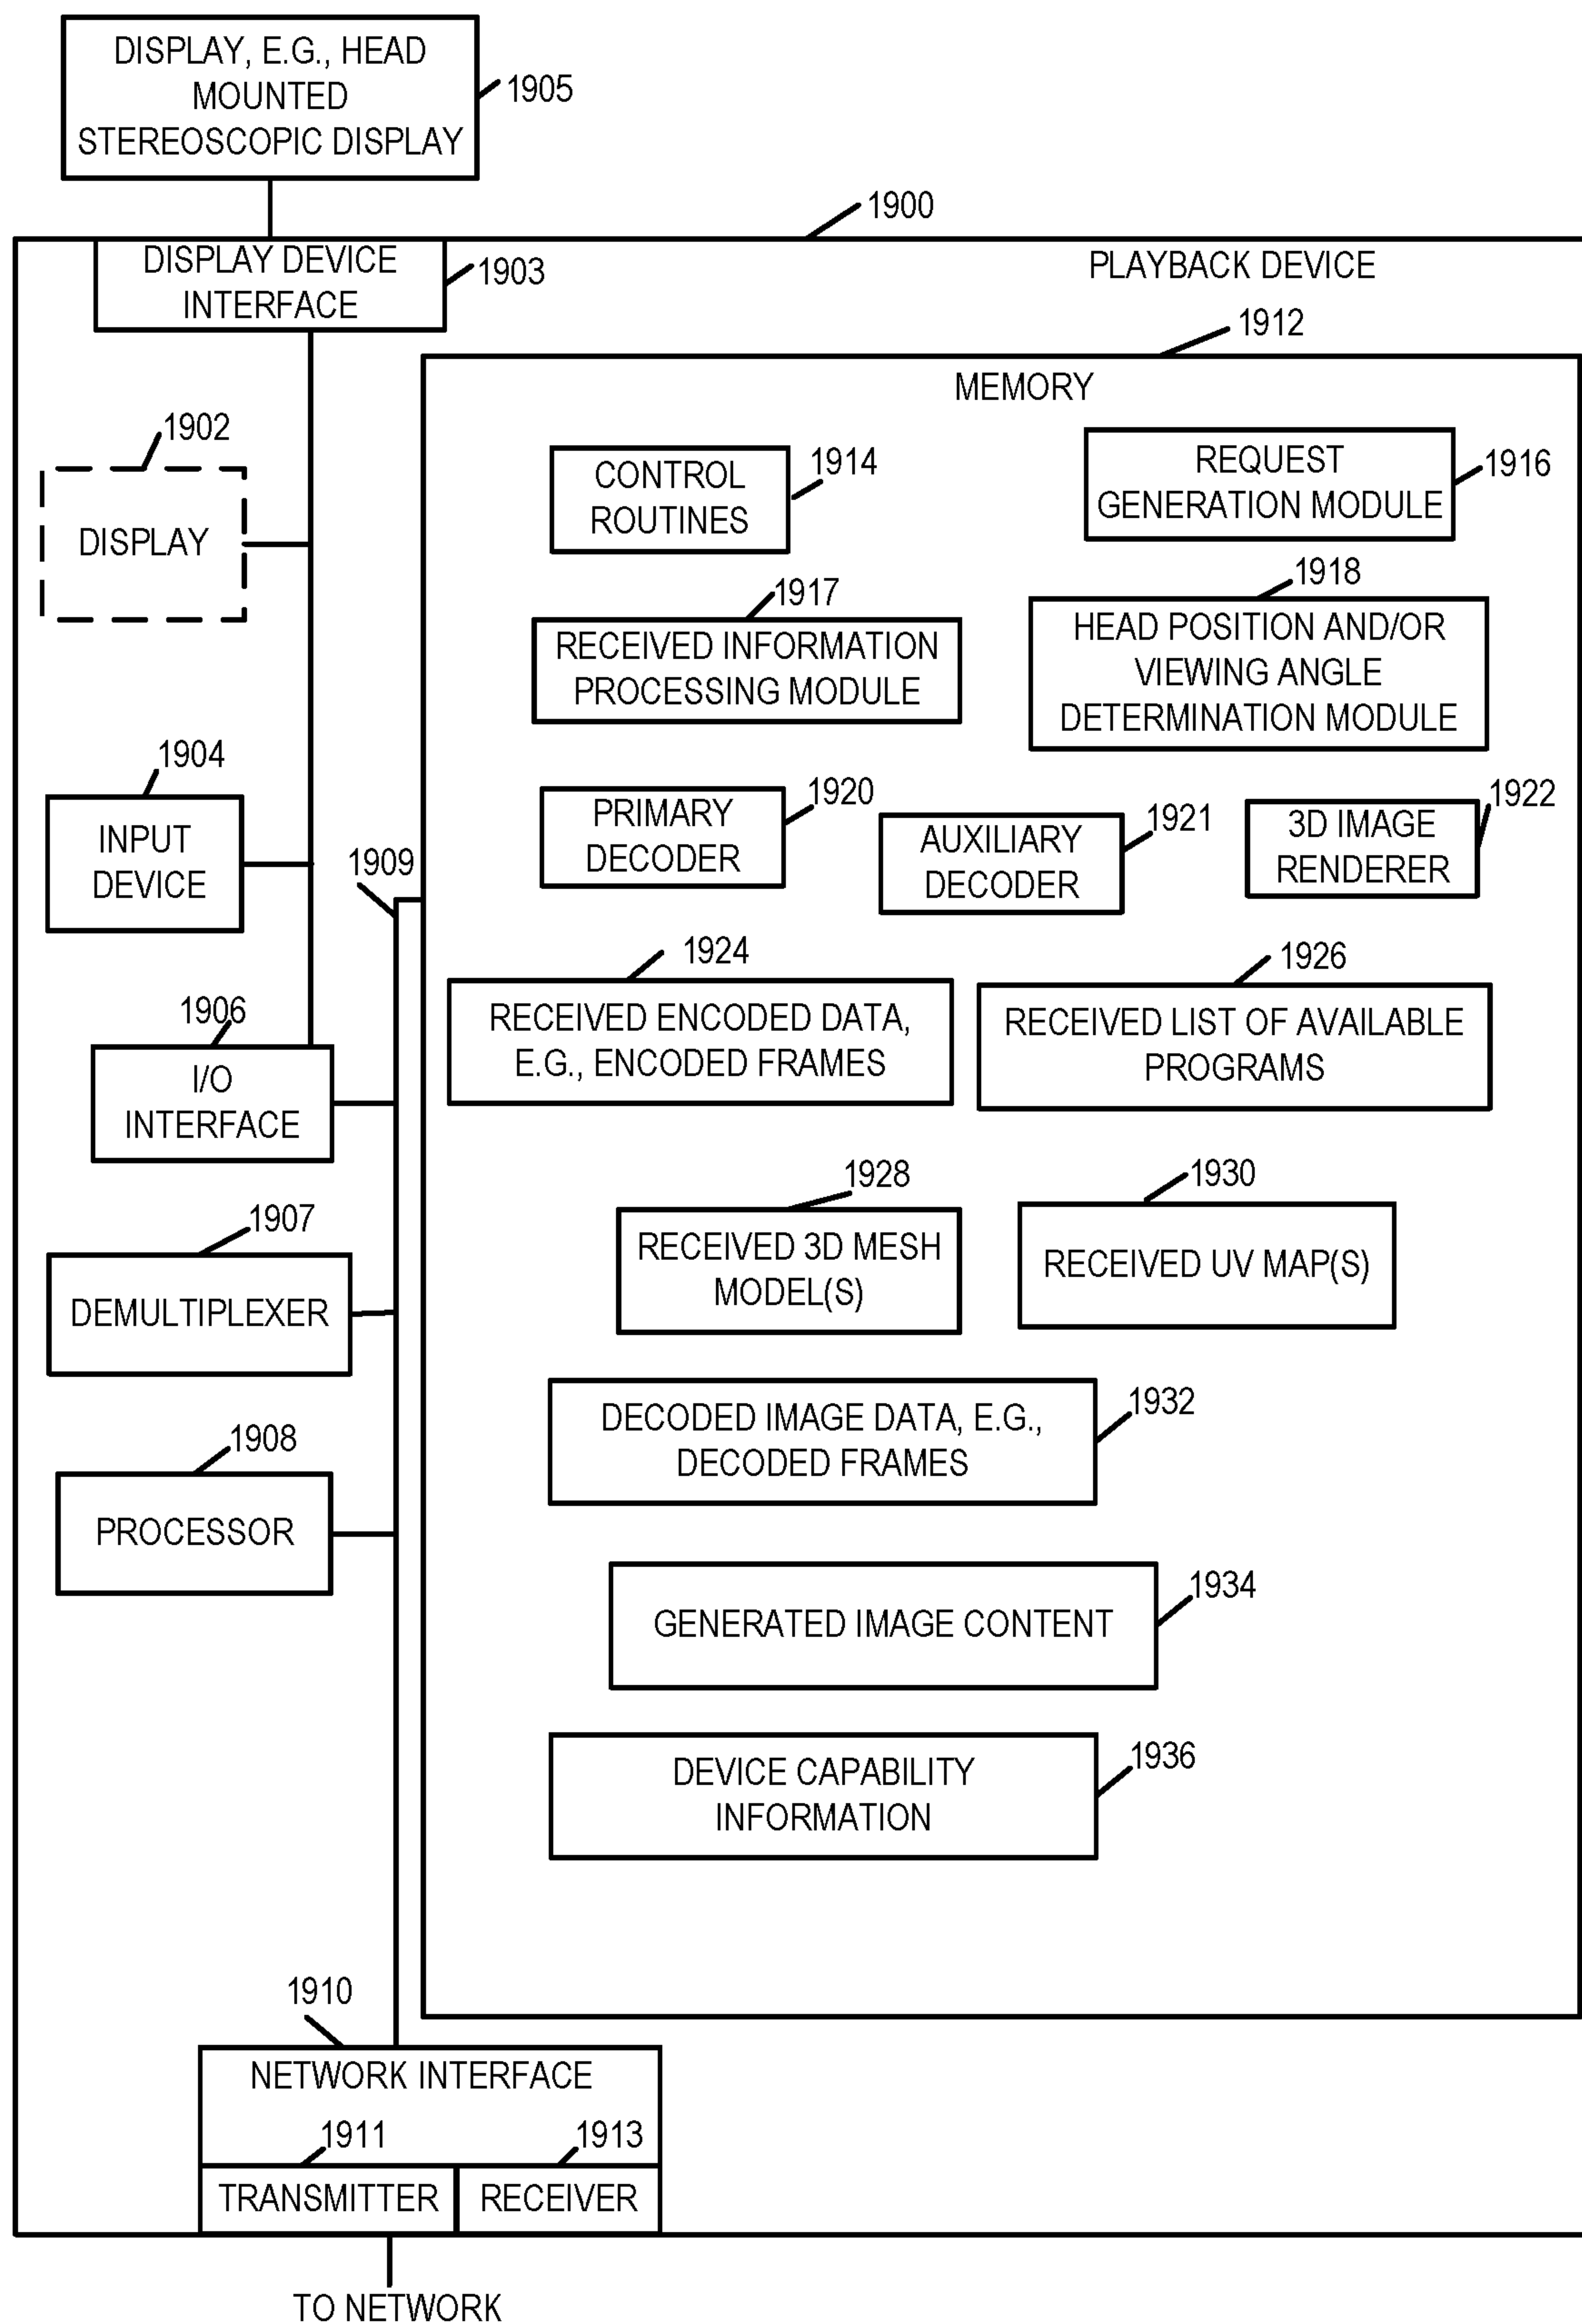 DISPLAY, E.G., HEAD
MOUNTED
STEREOSCOPIC DISPLAY
1905
1900
DISPLAY DEVICE
INTERFACE
1903
PLAYBACK DEVICE
1912
MEMORY
1902
DISPLAY
CONTROL
ROUTINES
1914
REQUEST
GENERATION MODULE
1916
1917
RECEIVED INFORMATION
PROCESSING MODULE
1918
HEAD POSITION AND/OR
VIEWING ANGLE
DETERMINATION MODULE
1904
INPUT
DEVICE
1909
PRIMARY
DECODER
1920
AUXILIARY
DECODER
1921
3D IMAGE
RENDERER
1922
1924
RECEIVED ENCODED DATA,
E.G., ENCODED FRAMES
1926
RECEIVED LIST OF AVAILABLE
PROGRAMS
1906
I/O
INTERFACE
1928
RECEIVED 3D MESH
MODEL(S)
1930
RECEIVED UV MAP(S)
1907
DEMULTIPLEXER
DECODED IMAGE DATA, E.G.,
DECODED FRAMES
1932
1908
PROCESSOR
GENERATED IMAGE CONTENT
1934
DEVICE CAPABILITY
INFORMATION
1936
1910
NETWORK INTERFACE
1911
1913
TRANSMITTER
RECEIVER
TO NETWORK